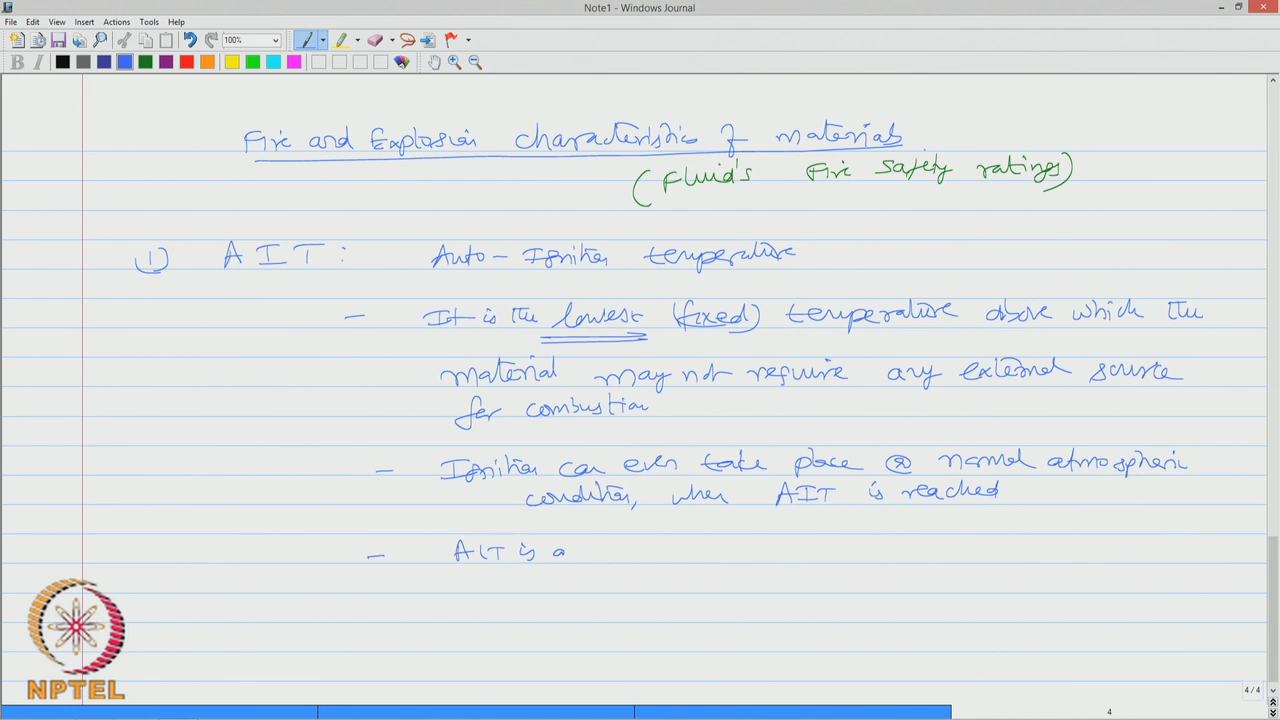 Note1 - Windows Journal
File Edit View Insert Actions Tools Help
100%
B I
Fire and Explosion characteristics of materials
(Fluid's Fire safety ratings)
1) AIT: Auto-Ignition temperature
- It is the lowest (fixed) temperature above which the
material may not require any external source
for combustion
- Ignition can even take place @ normal atmospheric
condition, when AIT is reached
- AIT is a
NPTEL
4 / 4
4